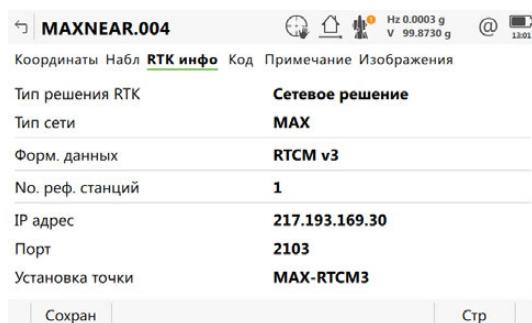 MAXNEAR.004 Hz 0.0003 g
V 99.8730 g @ 13:01
Координаты Набл RTK инфо Код Примечание Изображения
Тип решения RTK Сетевое решение
Тип сети MAX
Форм. данных RTCM v3
No. реф. станций 1
IP адрес 217.193.169.30
Порт 2103
Установка точки MAX-RTCM3
Сохран Стр